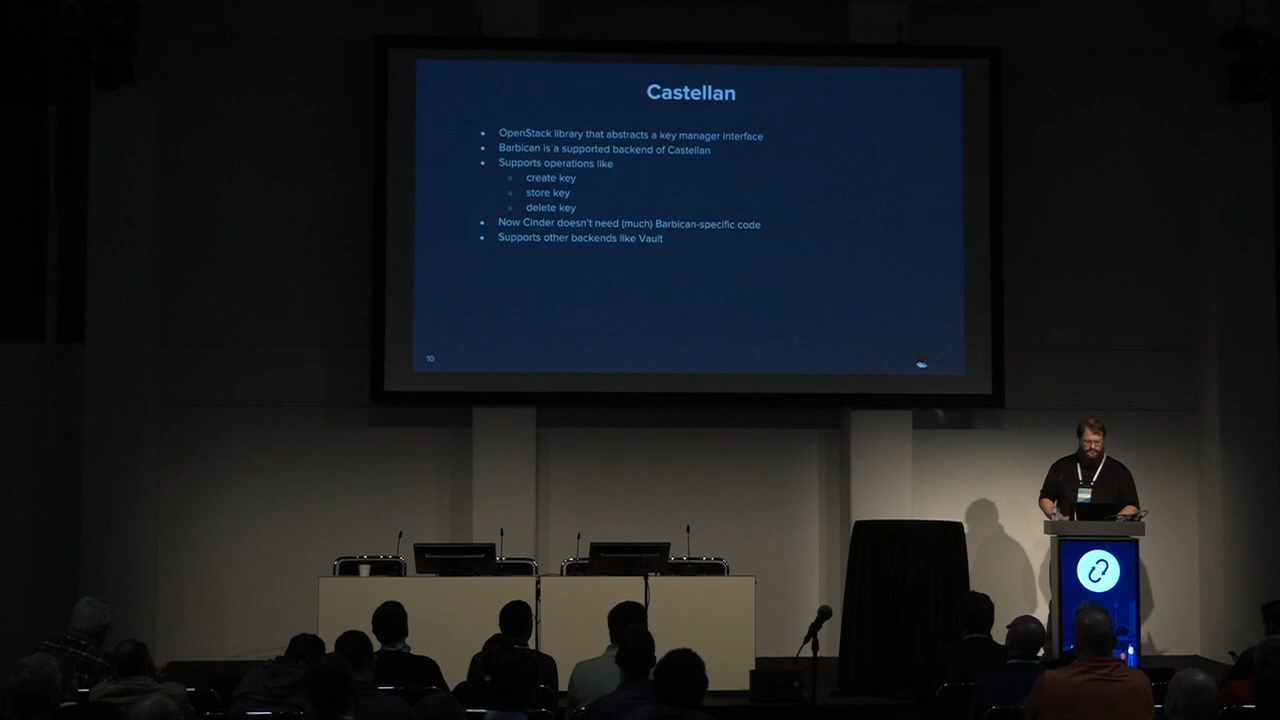 Castellan
• OpenStack library that abstracts a key manager interface
• Barbican is a supported backend of Castellan
• Supports operations like
○ create key
○ store key
○ delete key
• Now Cinder doesn't need (much) Barbican-specific code
• Supports other backends like Vault
10